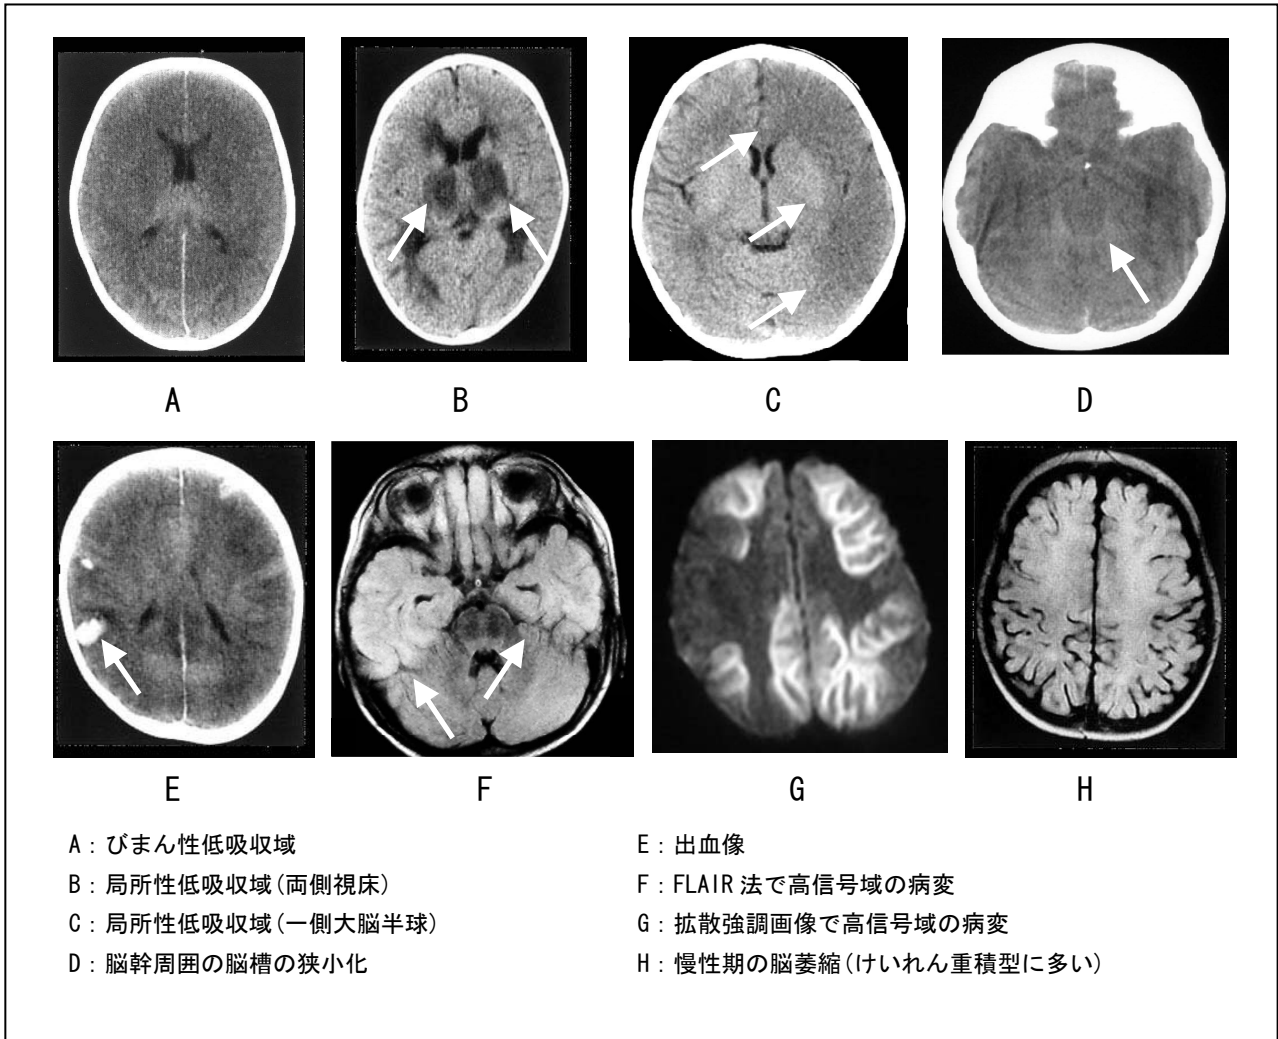 A
B
C
D
E
F
G
H
A：びまん性低吸収域
B：局所性低吸収域(両側視床)
C：局所性低吸収域(一側大脳半球)
D：脳幹周囲の脳槽の狭小化
E：出血像
F：FLAIR法で高信号域の病変
G：拡散強調画像で高信号域の病変
H：慢性期の脳萎縮(けいれん重積型に多い)